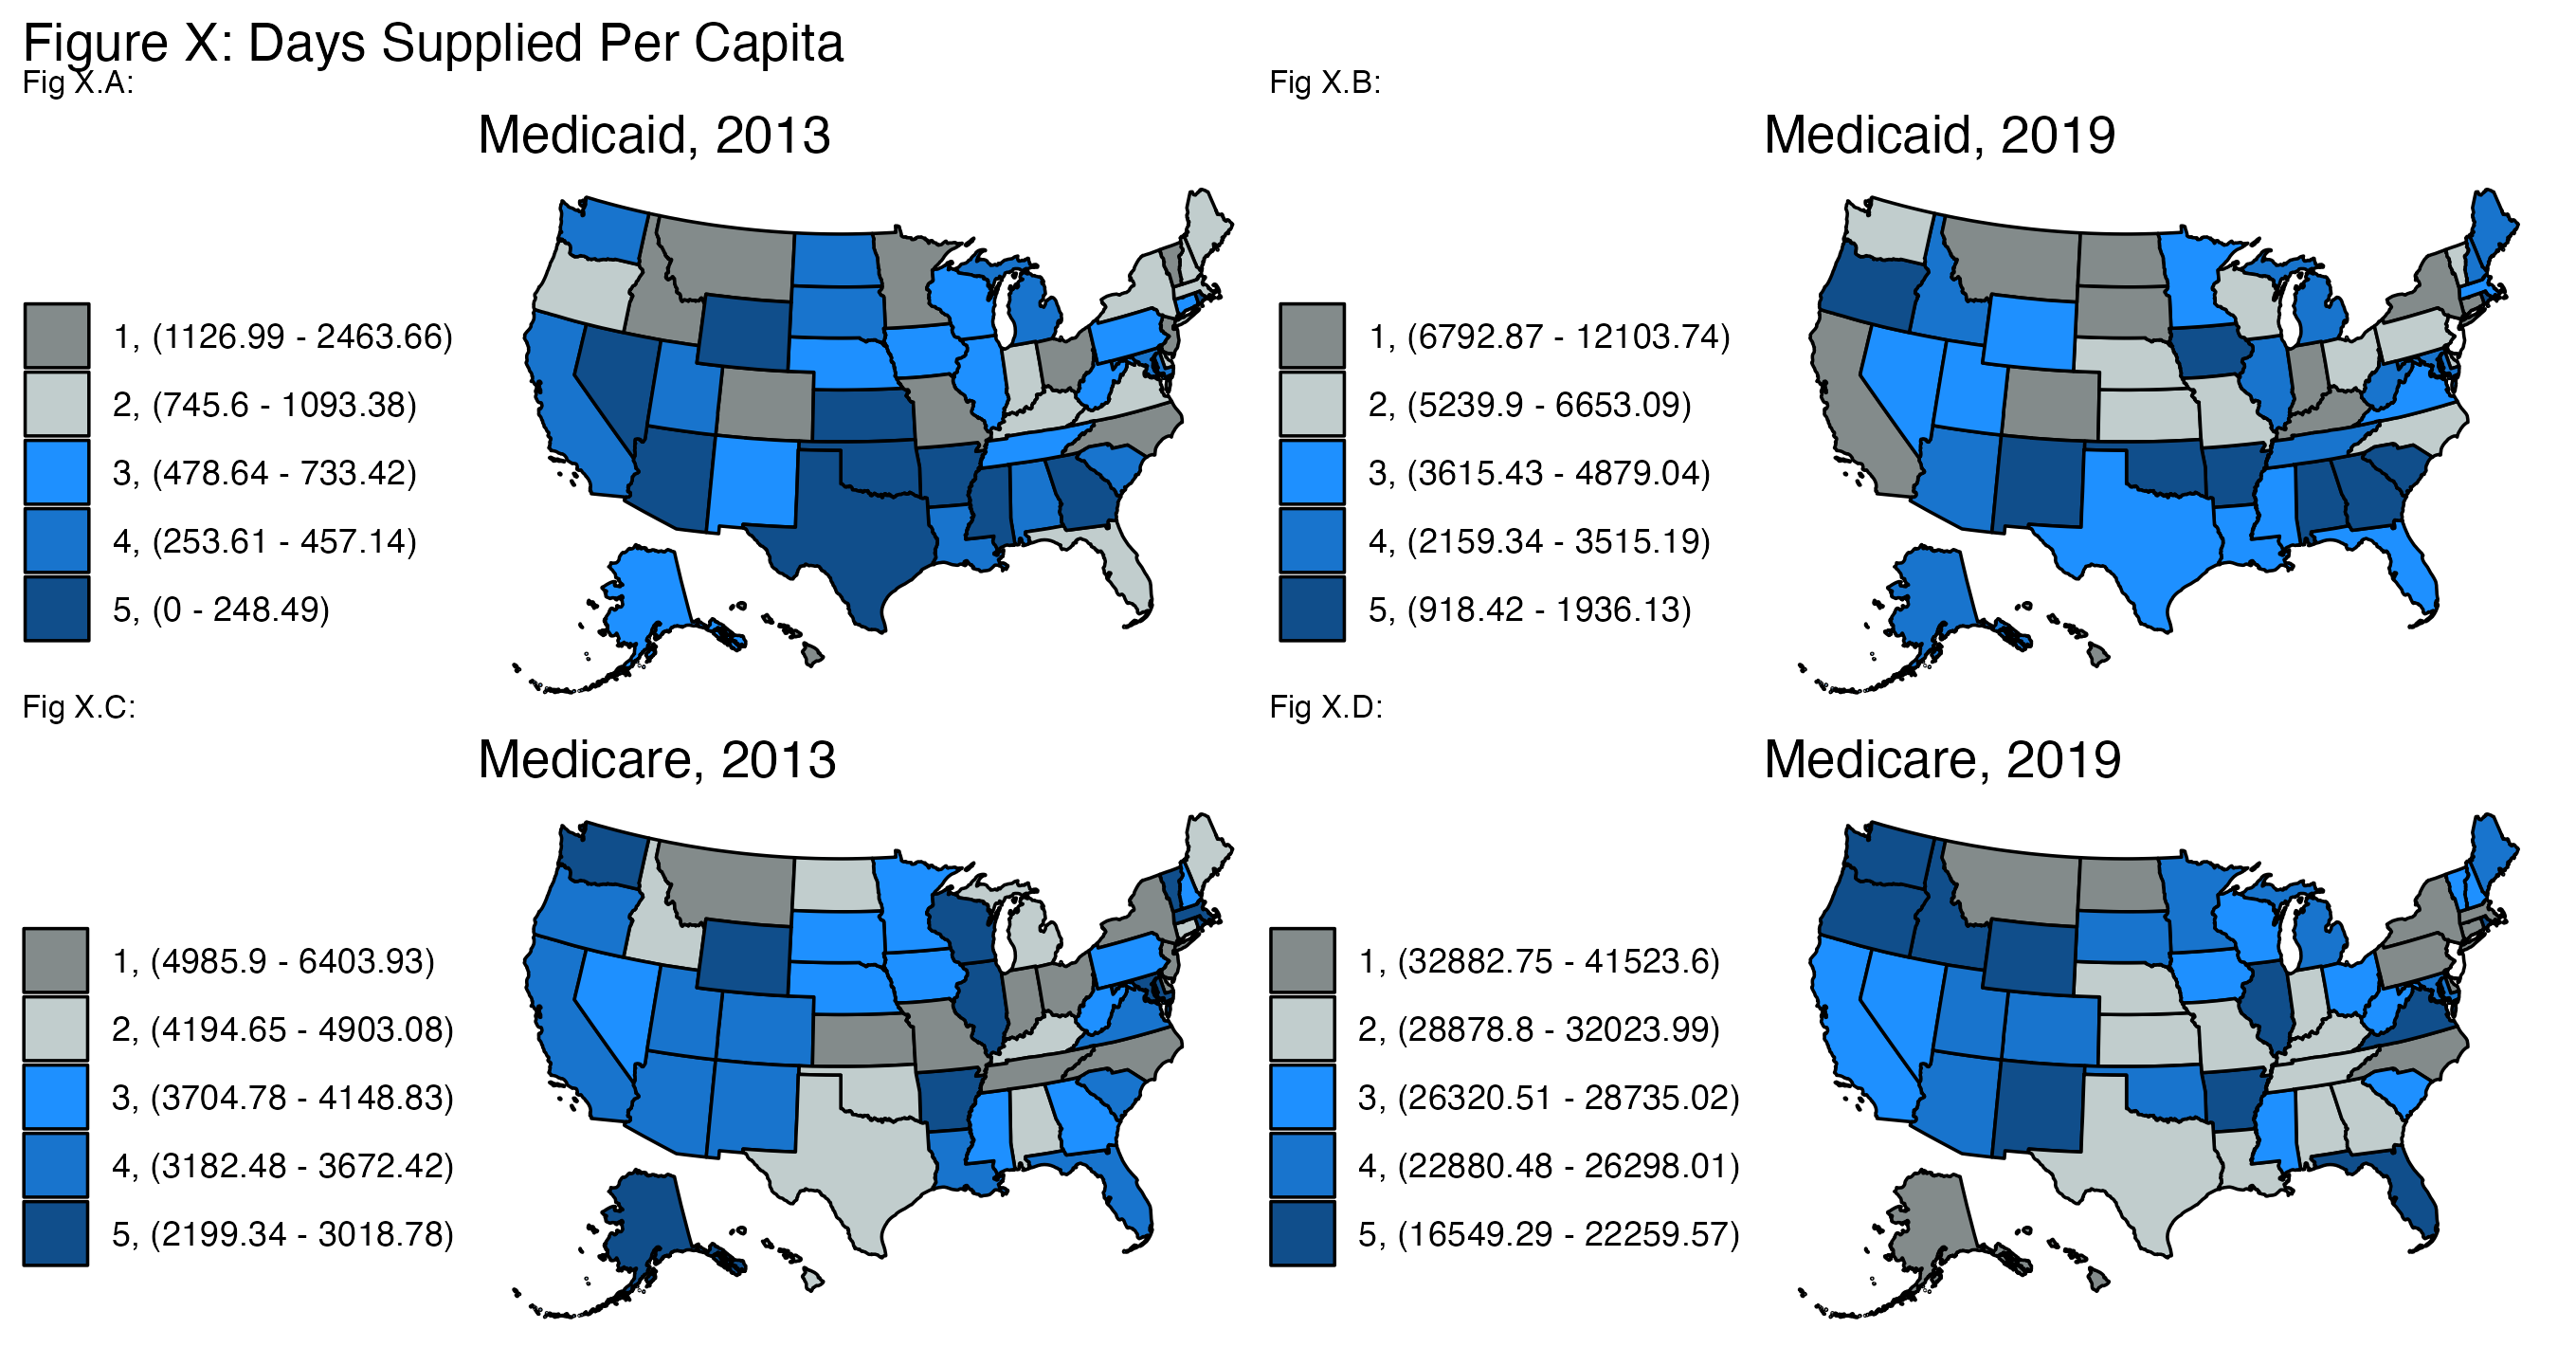 Figure X: Days Supplied Per Capita
Fig X.A:
Medicaid, 2013
1, (1126.99 - 2463.66)
2, (745.6 - 1093.38)
3, (478.64 - 733.42)
4, (253.61 - 457.14)
5, (0 - 248.49)
Fig X.B:
Medicaid, 2019
1, (6792.87 - 12103.74)
2, (5239.9 - 6653.09)
3, (3615.43 - 4879.04)
4, (2159.34 - 3515.19)
5, (918.42 - 1936.13)
Fig X.C:
Medicare, 2013
1, (4985.9 - 6403.93)
2, (4194.65 - 4903.08)
3, (3704.78 - 4148.83)
4, (3182.48 - 3672.42)
5, (2199.34 - 3018.78)
Fig X.D:
Medicare, 2019
1, (32882.75 - 41523.6)
2, (28878.8 - 32023.99)
3, (26320.51 - 28735.02)
4, (22880.48 - 26298.01)
5, (16549.29 - 22259.57)